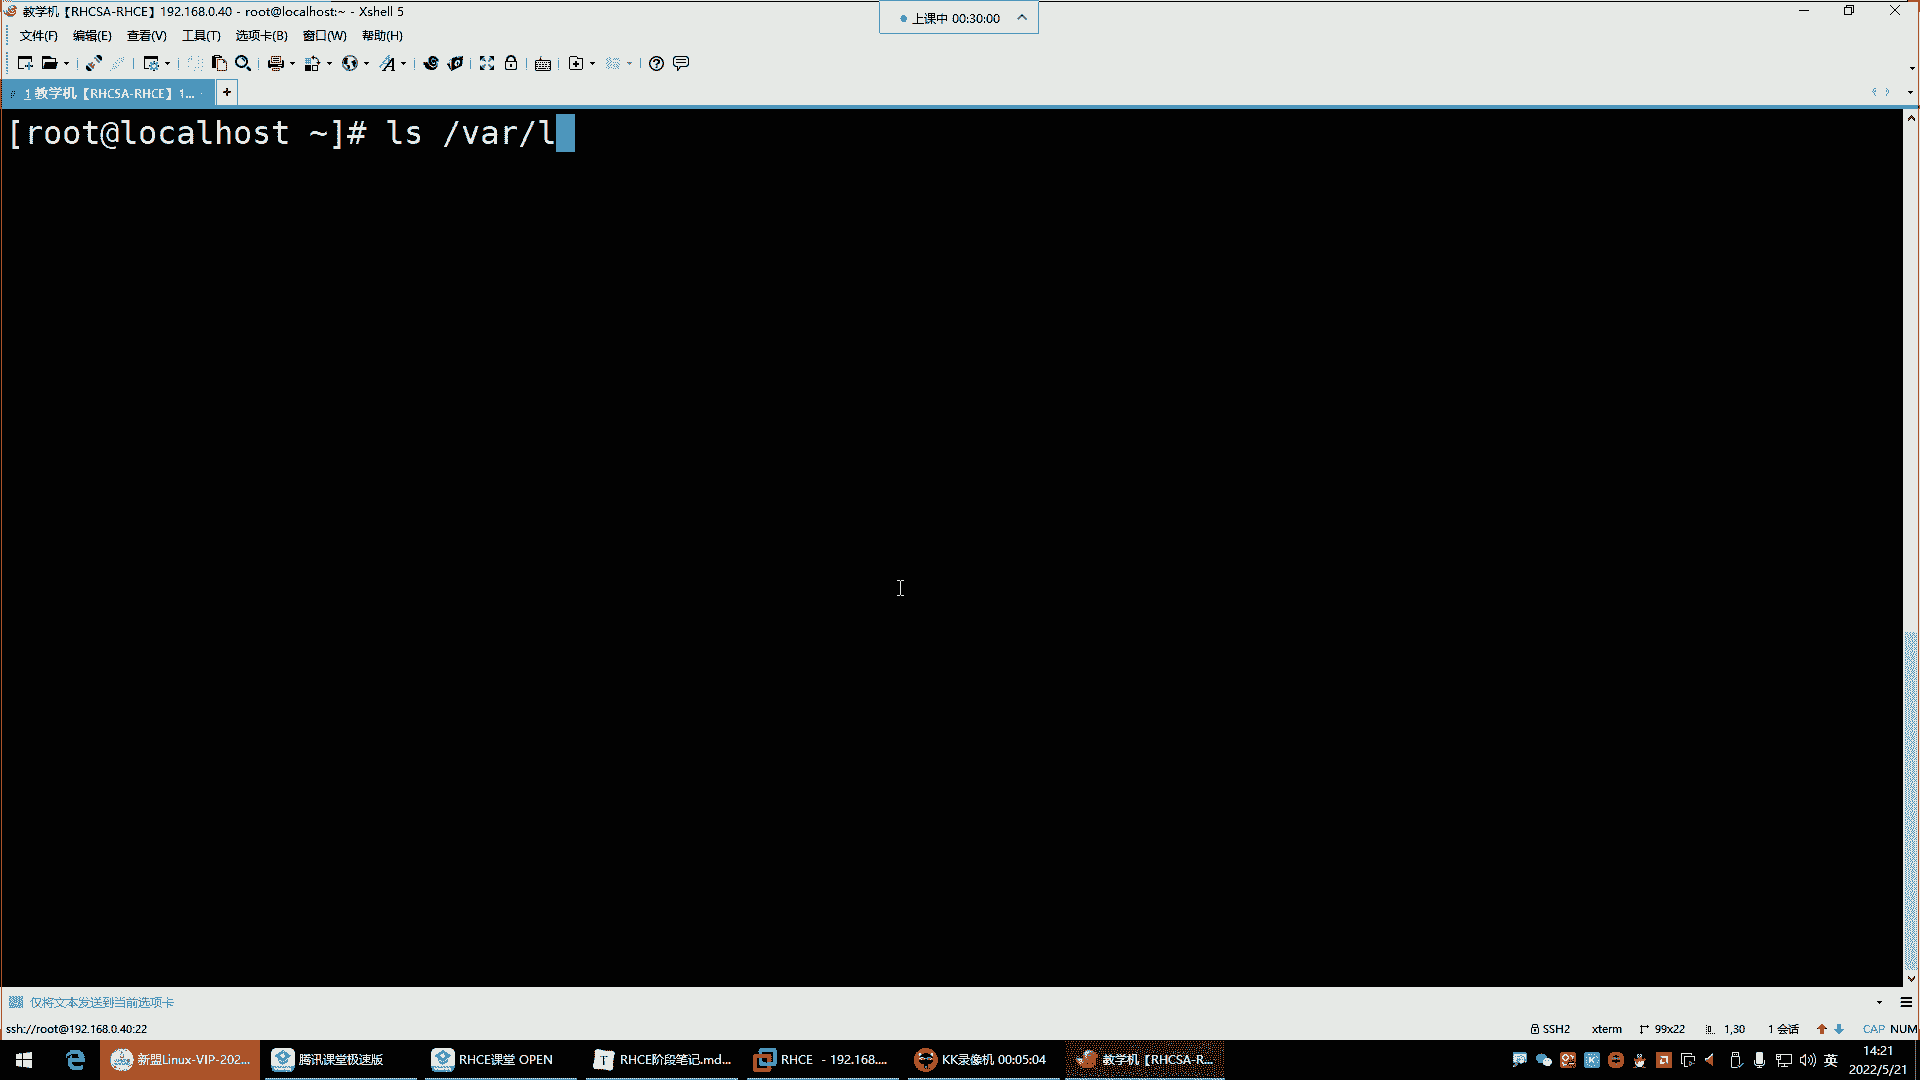 教学机【RHCSA-RHCE】192.168.0.40 - root@localhost:~ - Xshell 5
上课中 00:30:00
文件(F) 编辑(E) 查看(V) 工具(T) 选项卡(B) 窗口(W) 帮助(H)
1 教学机【RHCSA-RHCE】1...
[root@localhost ~]# ls /var/l
仅将文本发送到当前选项卡
ssh://root@192.168.0.40:22 SSH2 xterm 99x22 1,30 1 会话 CAP NUM
新盟Linux-VIP-202... 腾讯课堂极速版 RHCE课堂 OPEN RHCE阶段笔记.md... RHCE - 192.168.... KK录像机 00:05:04 教学机【RHCSA-R... 英 14:21
2022/5/21